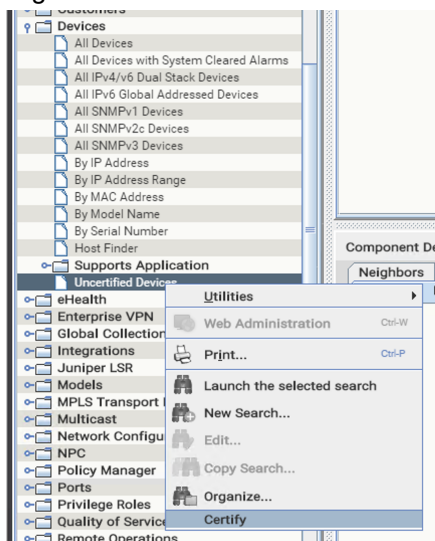 Customers
Devices
All Devices
All Devices with System Cleared Alarms
All IPv4/v6 Dual Stack Devices
All IPv6 Global Addressed Devices
All SNMPv1 Devices
All SNMPv2c Devices
All SNMPv3 Devices
By IP Address
By IP Address Range
By MAC Address
By Model Name
By Serial Number
Host Finder
Supports Application
Uncertified Devices
eHealth
Enterprise VPN
Global Collection
Integrations
Juniper LSR
Models
MPLS Transport
Multicast
Network Configu
NPC
Policy Manager
Ports
Privilege Roles
Quality of Service
Remote Operations
Component De
Neighbors
Utilities
Web Administration Ctrl-W
Print... Ctrl-P
Launch the selected search
New Search...
Edit...
Copy Search...
Organize...
Certify